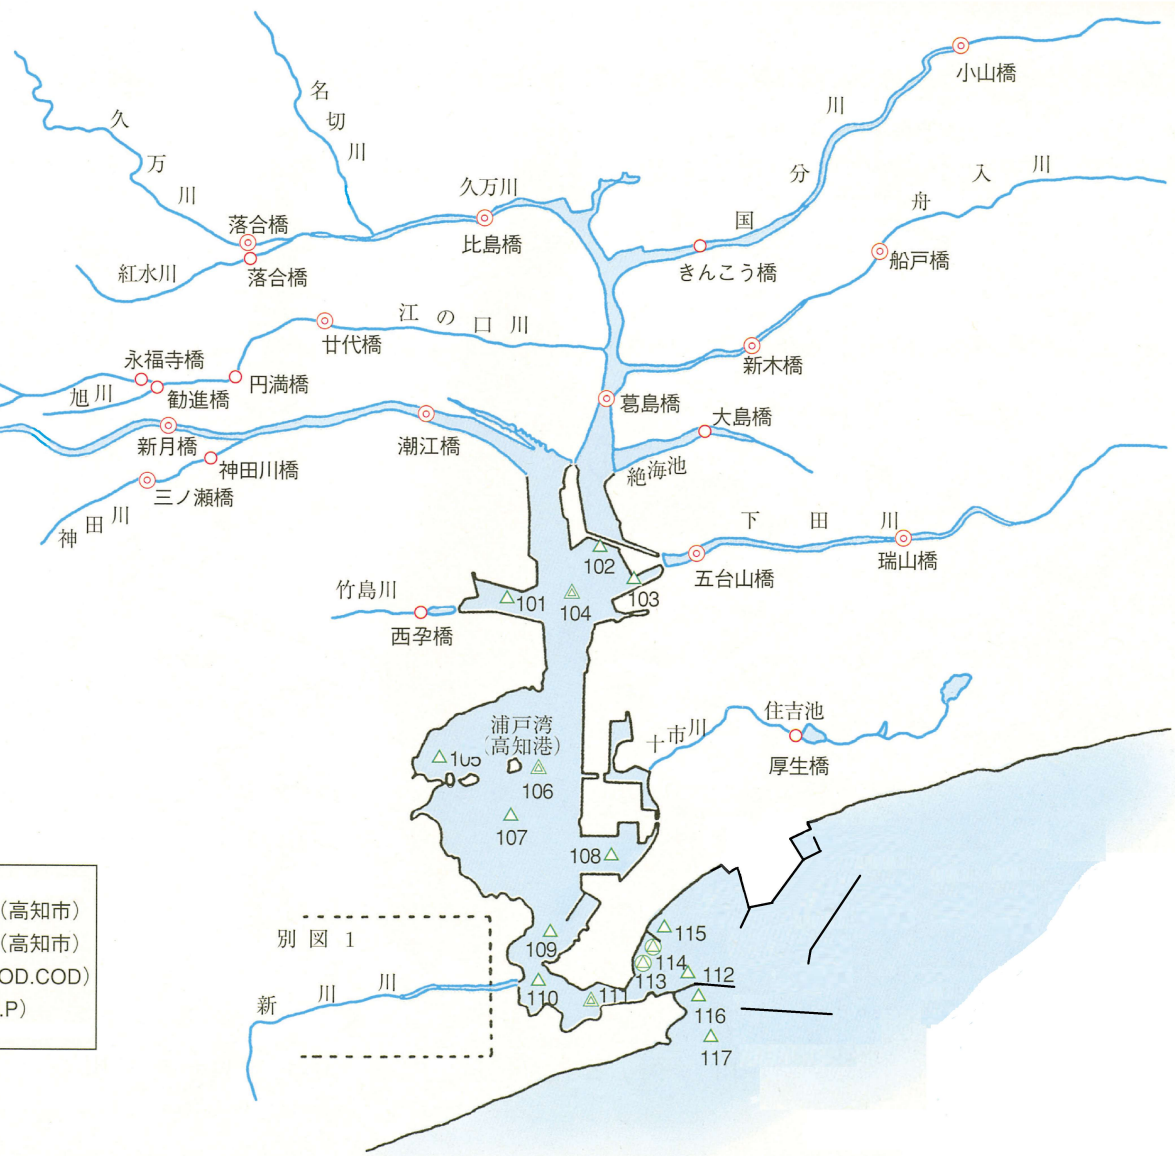 小山橋
国分川
名切川
久万川
舟入川
久万川
落合橋
比島橋
きんこう橋
船戸橋
紅水川
落合橋
江の口川
廿代橋
新木橋
永福寺橋
円満橋
旭川
勧進橋
葛島橋
大島橋
新月橋
潮江橋
神田川橋
絶海池
三ノ瀬橋
神田川
下田川
瑞山橋
五台山橋
102
103
竹島川
101
104
西孕橋
浦戸湾
(高知港)
十市川
住吉池
厚生橋
105
106
107
108
(高知市)
(高知市)
OD.COD)
.P)
別図1
109
115
114
113
112
新川川
110
111
116
117